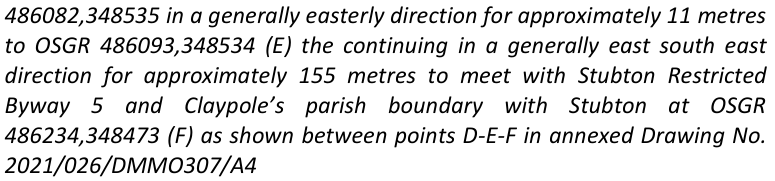 486082,348535 in a generally easterly direction for approximately 11 metres
to OSGR 486093,348534 (E) the continuing in a generally east south east
direction for approximately 155 metres to meet with Stubton Restricted
Byway 5 and Claypole’s parish boundary with Stubton at OSGR
486234,348473 (F) as shown between points D-E-F in annexed Drawing No.
2021/026/DMMO307/A4